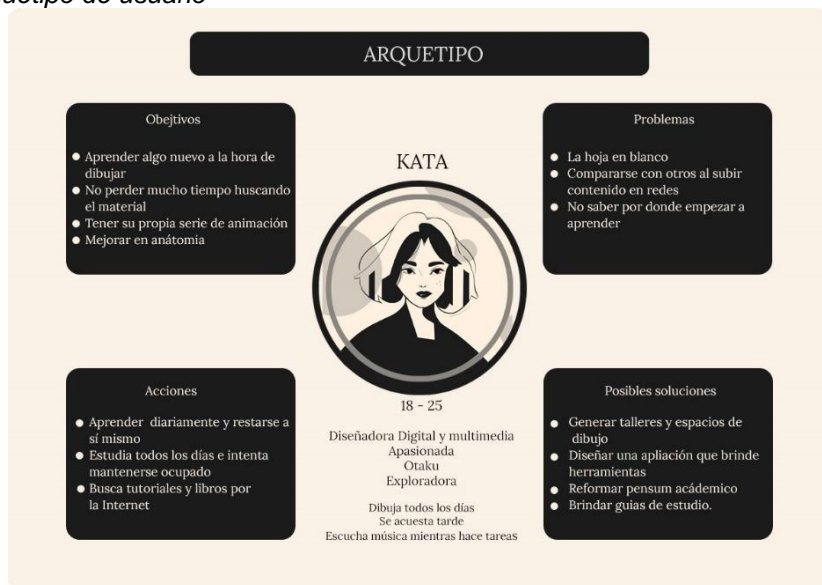 de usuario
ARQUETIPO
Obejtivos
Aprender algo nuevo a la hora de
dibujar
No perder mucho tiempo huscando
el material
Tener su propia serie de animación
Mejorar en anátomia
Problemas
La hoja en blanco
Compararse con otros al subir
contenido en redes
No saber por donde empezar a
aprender
KATA
18 - 25
Diseñadora Digital y multimedia
Apasionada
Otaku
Exploradora
Dibuja todos los días
Se acuesta tarde
Escucha música mientras hace tareas
Acciones
Aprender diariamente y restarse a
sí mismo
Estudia todos los días e intenta
mantenerse ocupado
Busca tutoriales y libros por
la Internet
Posibles soluciones
Generar talleres y espacios de
dibujo
Diseñar una apliación que brinde
herramientas
Reformar pensum acádemico
Brindar guias de estudio.